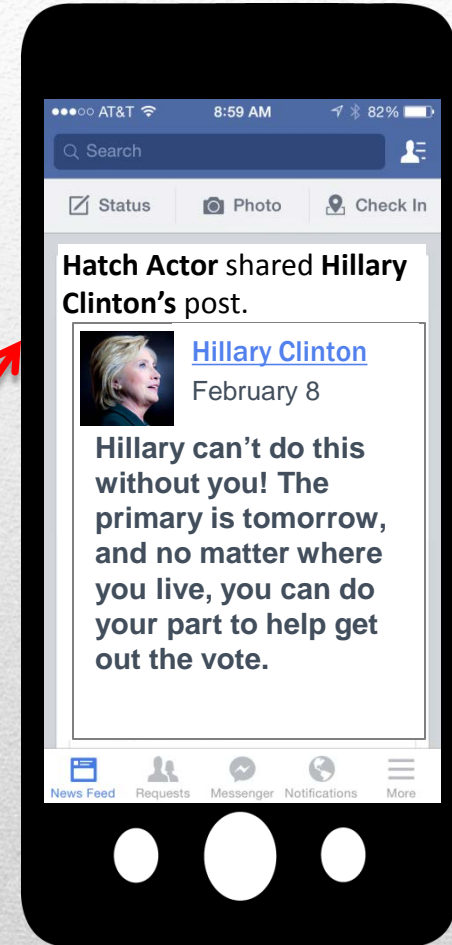 AT&T 8:59 AM 82%
Search
Status Photo Check In
Hatch Actor shared Hillary
Clinton's post.
Hillary Clinton
February 8
Hillary can't do this
without you! The
primary is tomorrow,
and no matter where
you live, you can do
your part to help get
out the vote.
News Feed Requests Messenger Notifications More